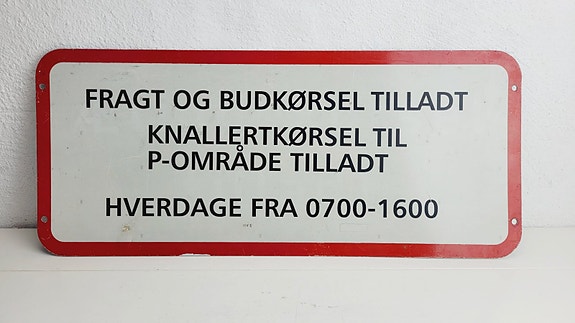 FRAGT OG BUDKØRSEL TILLADT
KNALLERTKØRSEL TIL
P-OMRÅDE TILLADT
HVERDAGE FRA 0700-1600